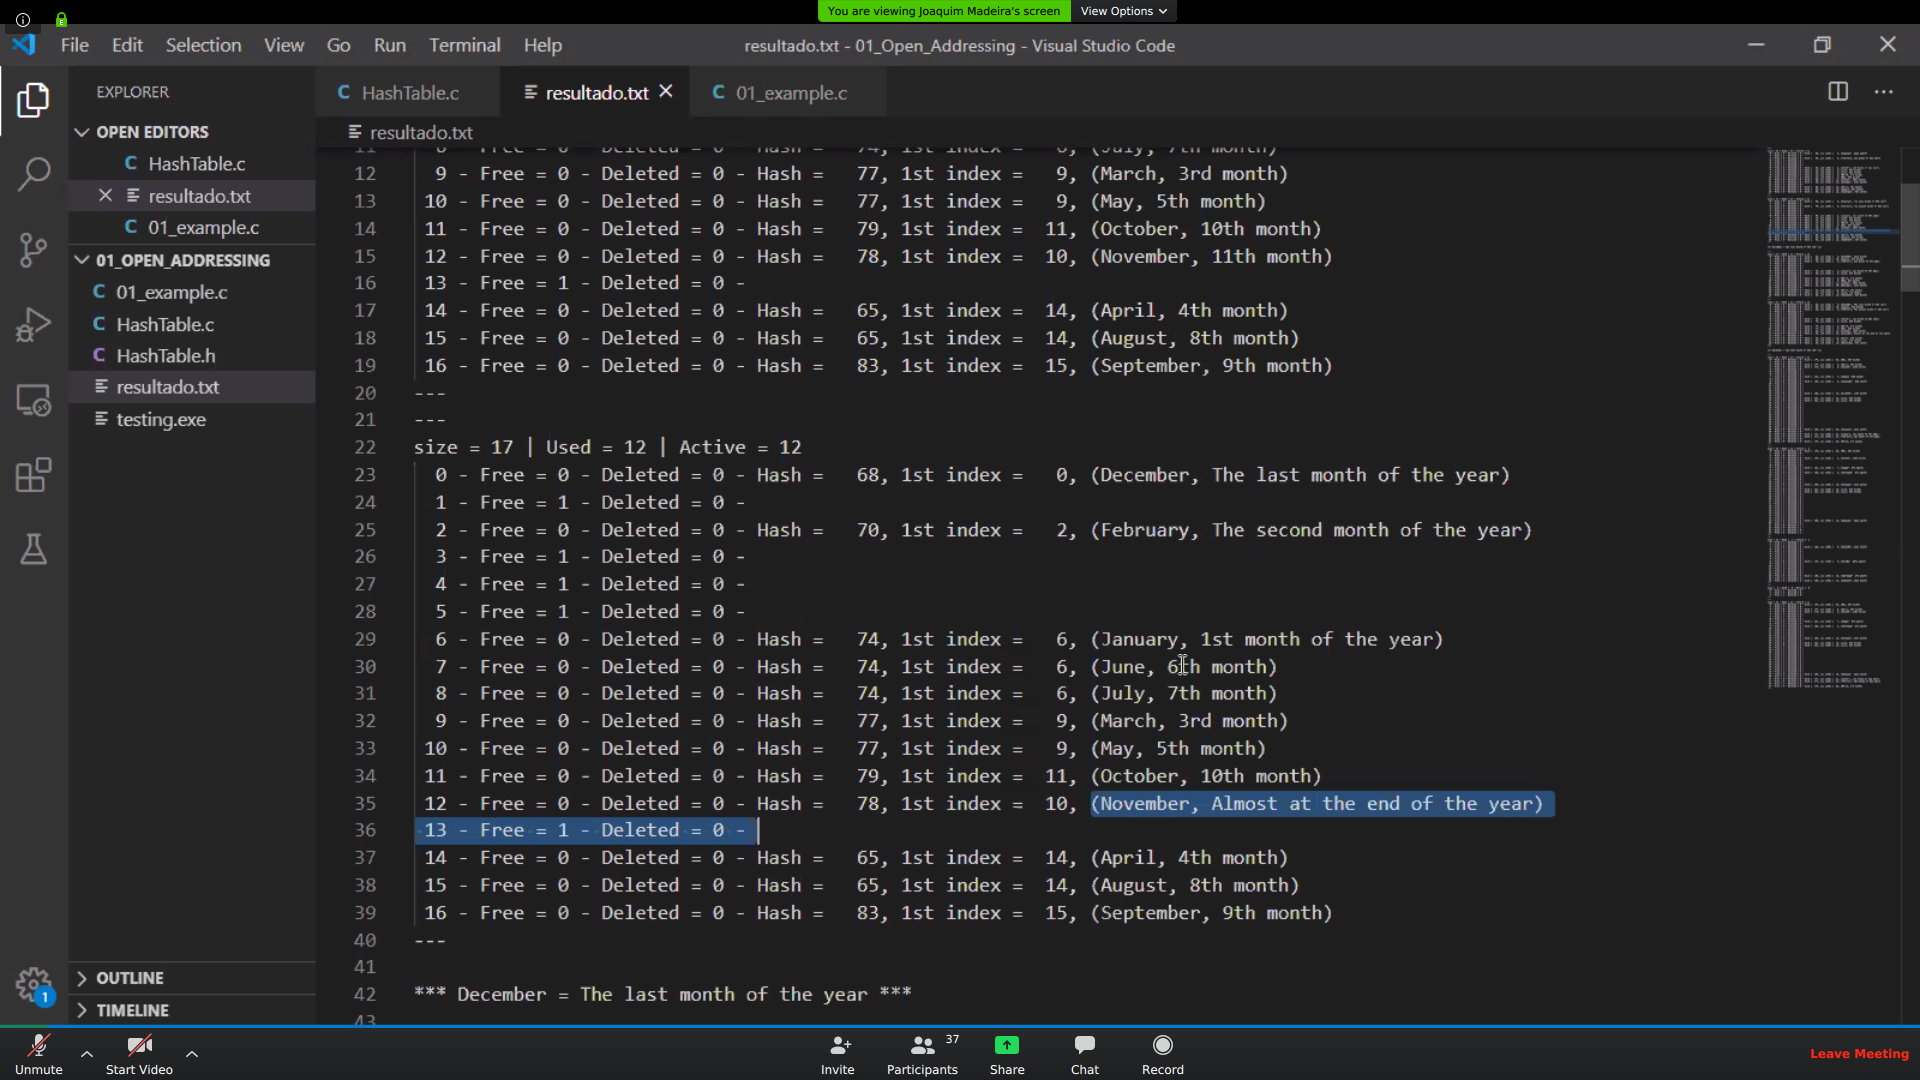 You are viewing Joaquim Madeira's screen
View Options
File Edit Selection View Go Run Terminal Help
resultado.txt - 01_Open_Addressing - Visual Studio Code
EXPLORER
OPEN EDITORS
HashTable.c
resultado.txt
01_example.c
01_OPEN_ADDRESSING
01_example.c
HashTable.c
HashTable.h
resultado.txt
testing.exe
OUTLINE
TIMELINE
1
HashTable.c resultado.txt 01_example.c
resultado.txt
11 8 - Free = 0 - Deleted = 0 - Hash = 74, 1st index = 6, (July, 7th month)
12 9 - Free = 0 - Deleted = 0 - Hash = 77, 1st index = 9, (March, 3rd month)
13 10 - Free = 0 - Deleted = 0 - Hash = 77, 1st index = 9, (May, 5th month)
14 11 - Free = 0 - Deleted = 0 - Hash = 79, 1st index = 11, (October, 10th month)
15 12 - Free = 0 - Deleted = 0 - Hash = 78, 1st index = 10, (November, 11th month)
16 13 - Free = 1 - Deleted = 0 -
17 14 - Free = 0 - Deleted = 0 - Hash = 65, 1st index = 14, (April, 4th month)
18 15 - Free = 0 - Deleted = 0 - Hash = 65, 1st index = 14, (August, 8th month)
19 16 - Free = 0 - Deleted = 0 - Hash = 83, 1st index = 15, (September, 9th month)
20 ---
21 ---
22 size = 17 | Used = 12 | Active = 12
23 0 - Free = 0 - Deleted = 0 - Hash = 68, 1st index = 0, (December, The last month of the year)
24 1 - Free = 1 - Deleted = 0 -
25 2 - Free = 0 - Deleted = 0 - Hash = 70, 1st index = 2, (February, The second month of the year)
26 3 - Free = 1 - Deleted = 0 -
27 4 - Free = 1 - Deleted = 0 -
28 5 - Free = 1 - Deleted = 0 -
29 6 - Free = 0 - Deleted = 0 - Hash = 74, 1st index = 6, (January, 1st month of the year)
30 7 - Free = 0 - Deleted = 0 - Hash = 74, 1st index = 6, (June, 6th month)
31 8 - Free = 0 - Deleted = 0 - Hash = 74, 1st index = 6, (July, 7th month)
32 9 - Free = 0 - Deleted = 0 - Hash = 77, 1st index = 9, (March, 3rd month)
33 10 - Free = 0 - Deleted = 0 - Hash = 77, 1st index = 9, (May, 5th month)
34 11 - Free = 0 - Deleted = 0 - Hash = 79, 1st index = 11, (October, 10th month)
35 12 - Free = 0 - Deleted = 0 - Hash = 78, 1st index = 10, (November, Almost at the end of the year)
36 13 - Free = 1 - Deleted = 0 -
37 14 - Free = 0 - Deleted = 0 - Hash = 65, 1st index = 14, (April, 4th month)
38 15 - Free = 0 - Deleted = 0 - Hash = 65, 1st index = 14, (August, 8th month)
39 16 - Free = 0 - Deleted = 0 - Hash = 83, 1st index = 15, (September, 9th month)
40 ---
41
42 *** December = The last month of the year ***
43
Unmute
Start Video
Invite
Participants 37
Share
Chat
Record
Leave Meeting